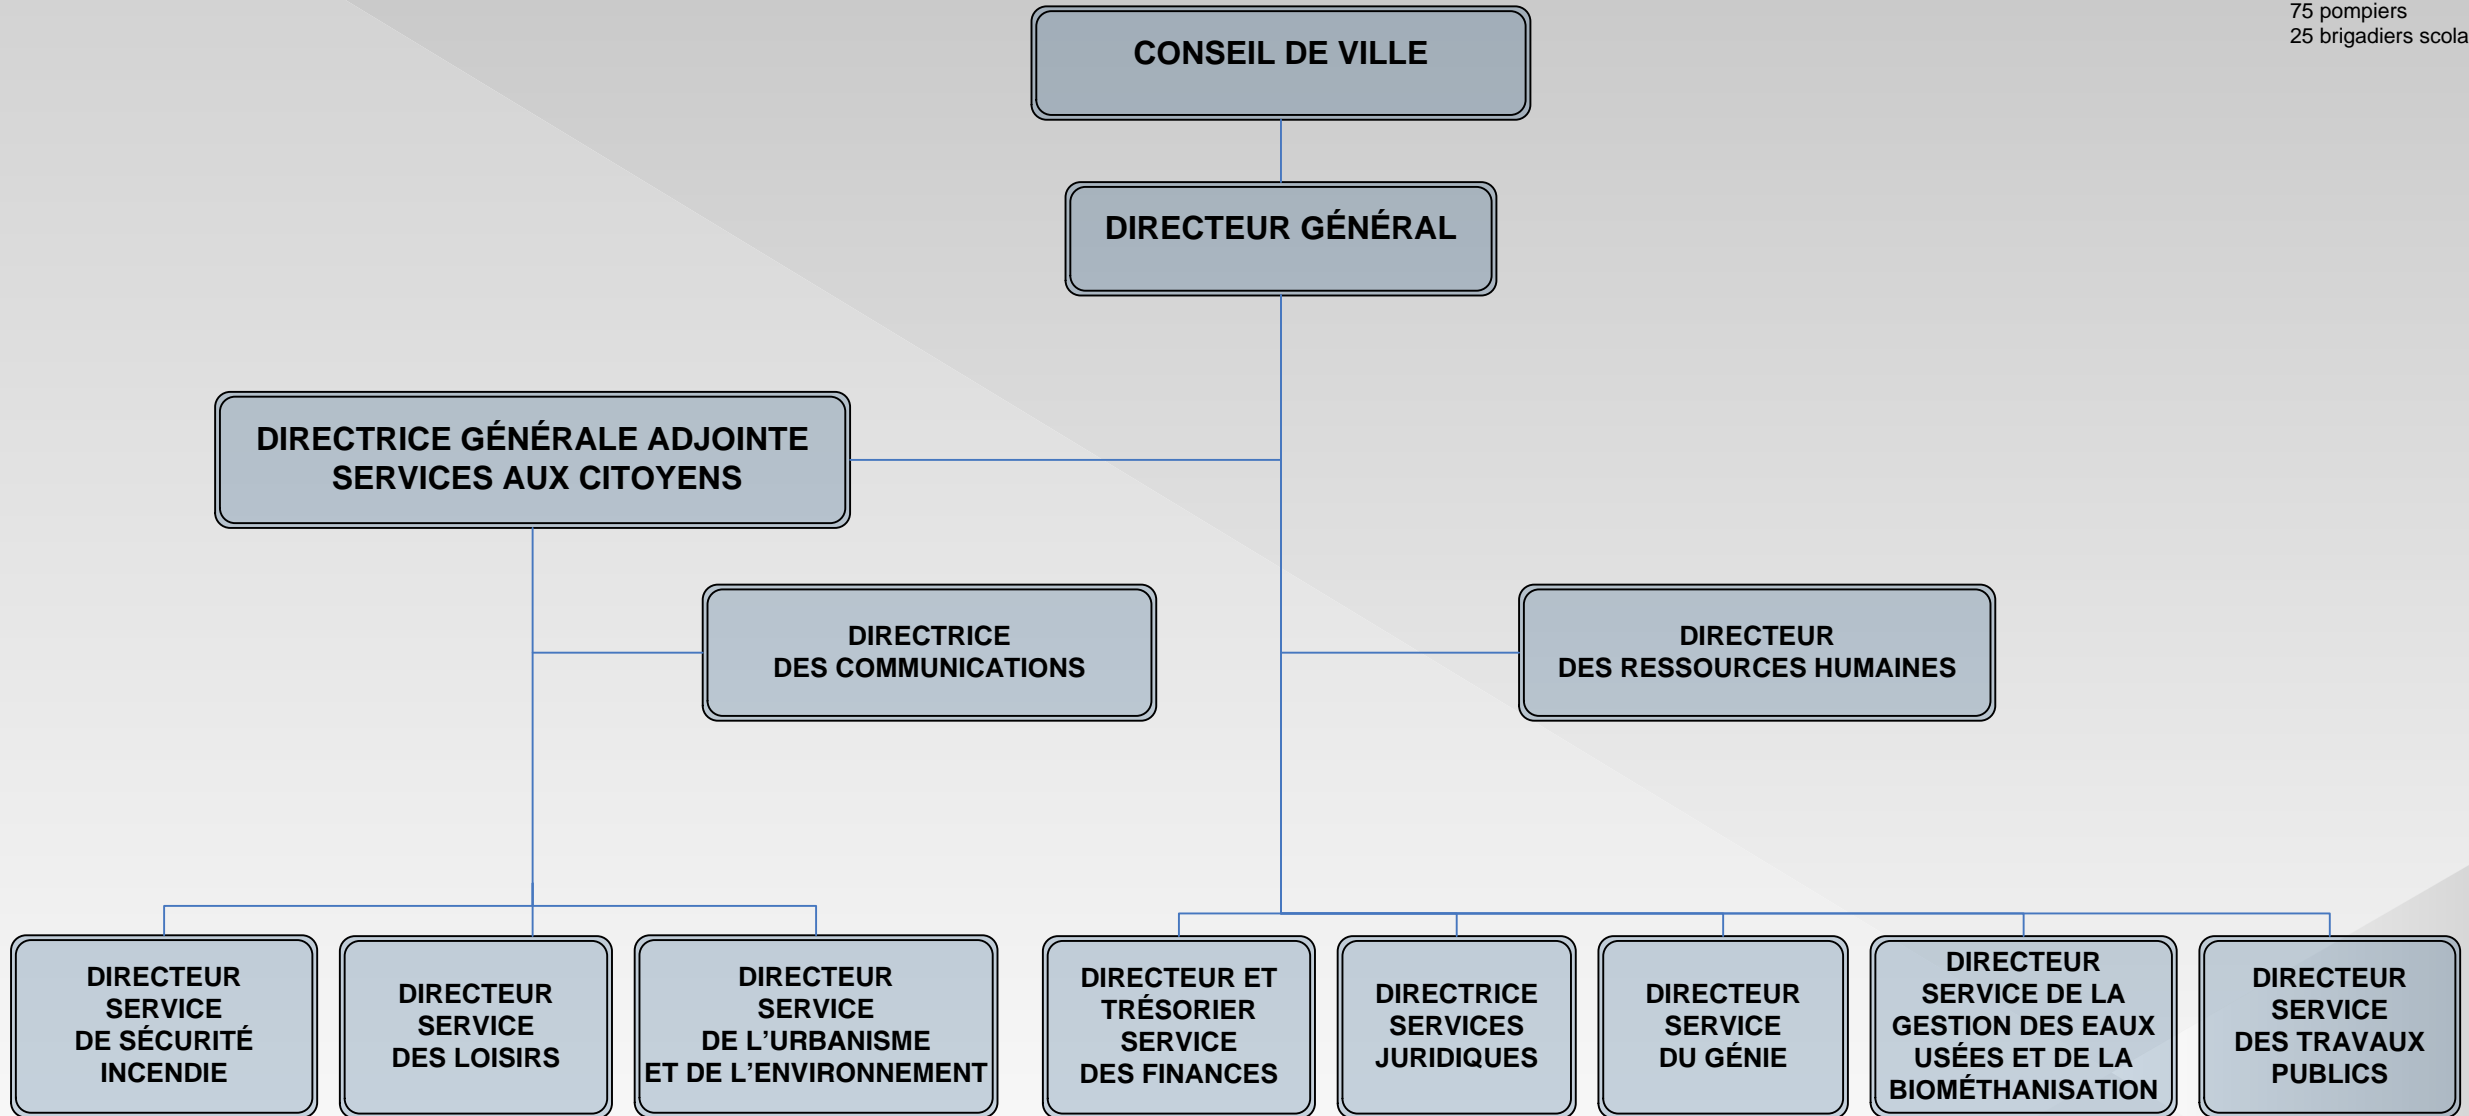 75 pompiers
25 brigadiers scola
CONSEIL DE VILLE
DIRECTEUR GÉNÉRAL
DIRECTRICE GÉNÉRALE ADJOINTE
SERVICES AUX CITOYENS
DIRECTRICE
DES COMMUNICATIONS
DIRECTEUR
DES RESSOURCES HUMAINES
DIRECTEUR
SERVICE
DE SÉCURITÉ
INCENDIE
DIRECTEUR
SERVICE
DES LOISIRS
DIRECTEUR
SERVICE
DE L’URBANISME
ET DE L’ENVIRONNEMENT
DIRECTEUR ET
TRÉSORIER
SERVICE
DES FINANCES
DIRECTRICE
SERVICES
JURIDIQUES
DIRECTEUR
SERVICE
DU GÉNIE
DIRECTEUR
SERVICE DE LA
GESTION DES EAUX
USÉES ET DE LA
BIOMÉTHANISATION
DIRECTEUR
SERVICE
DES TRAVAUX
PUBLICS